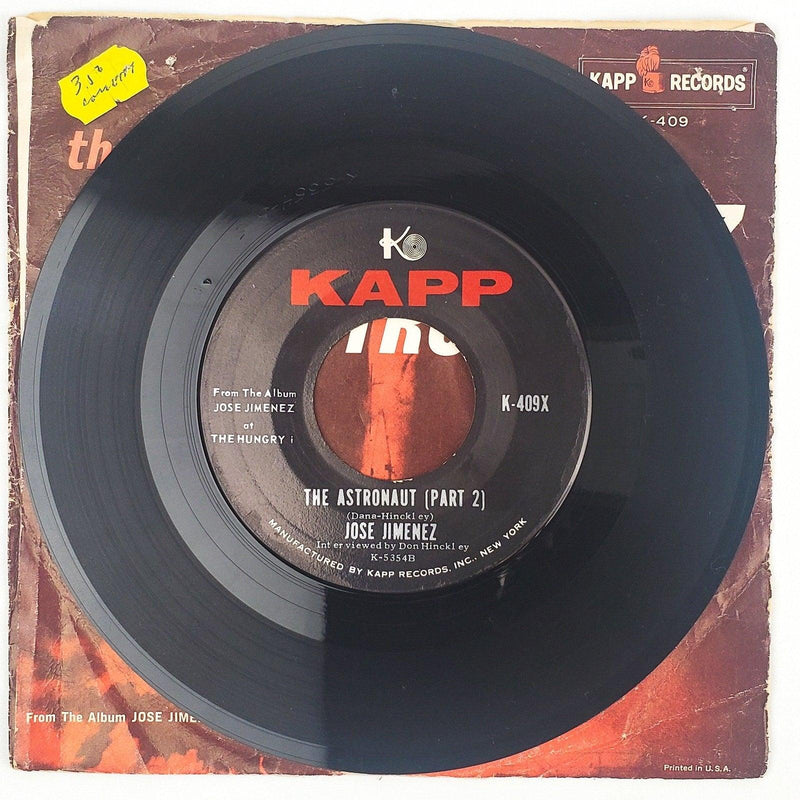 3.50
comedy
KAPP RECORDS
K-409
th
KAPP
From The Album
JOSE JIMENEZ
at
THE HUNGRY i
K-409X
THE ASTRONAUT (PART 2)
(Dana-Hinckley)
JOSE JIMENEZ
Interviewed by Don Hinckley
K-5354B
MANUFACTURED BY KAPP RECORDS, INC., NEW YORK
From The Album JOSE JIME
Printed in U.S.A.